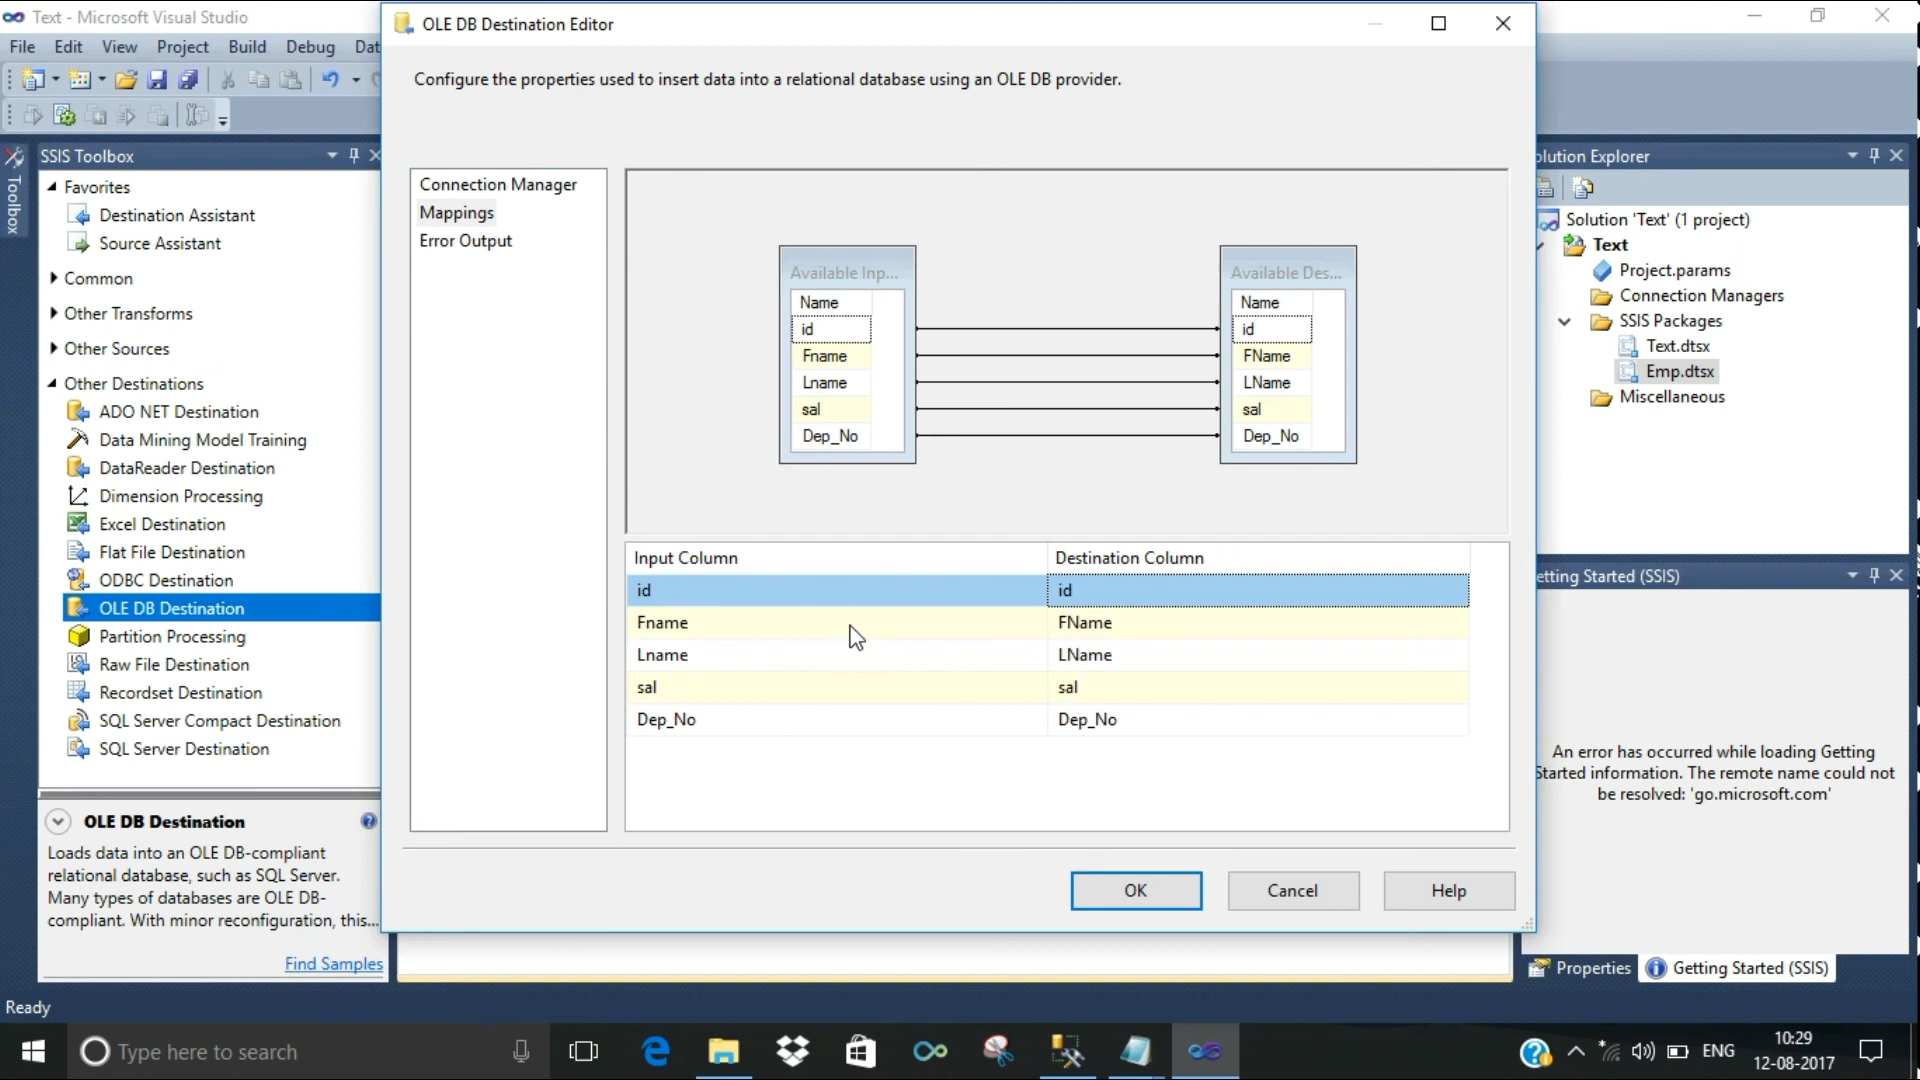 Text - Microsoft Visual Studio
File Edit View Project Build Debug Dat
OLE DB Destination Editor
Configure the properties used to insert data into a relational database using an OLE DB provider.
Toolbox
SSIS Toolbox
Favorites
Destination Assistant
Source Assistant
Common
Other Transforms
Other Sources
Other Destinations
ADO NET Destination
Data Mining Model Training
DataReader Destination
Dimension Processing
Excel Destination
Flat File Destination
ODBC Destination
OLE DB Destination
Partition Processing
Raw File Destination
Recordset Destination
SQL Server Compact Destination
SQL Server Destination
OLE DB Destination
Loads data into an OLE DB-compliant
relational database, such as SQL Server.
Many types of databases are OLE DB-
compliant. With minor reconfiguration, this...
Find Samples
Connection Manager
Mappings
Error Output
Available Inp...
Name
id
Fname
Lname
sal
Dep_No
Available Des...
Name
id
FName
LName
sal
Dep_No
Input Column Destination Column
id id
Fname FName
Lname LName
sal sal
Dep_No Dep_No
OK Cancel Help
olution Explorer
Solution 'Text' (1 project)
Text
Project.params
Connection Managers
SSIS Packages
Text.dtsx
Emp.dtsx
Miscellaneous
etting Started (SSIS)
An error has occurred while loading Getting
Started information. The remote name could not
be resolved: 'go.microsoft.com'
Properties Getting Started (SSIS)
Ready
Type here to search
ENG
10:29
12-08-2017